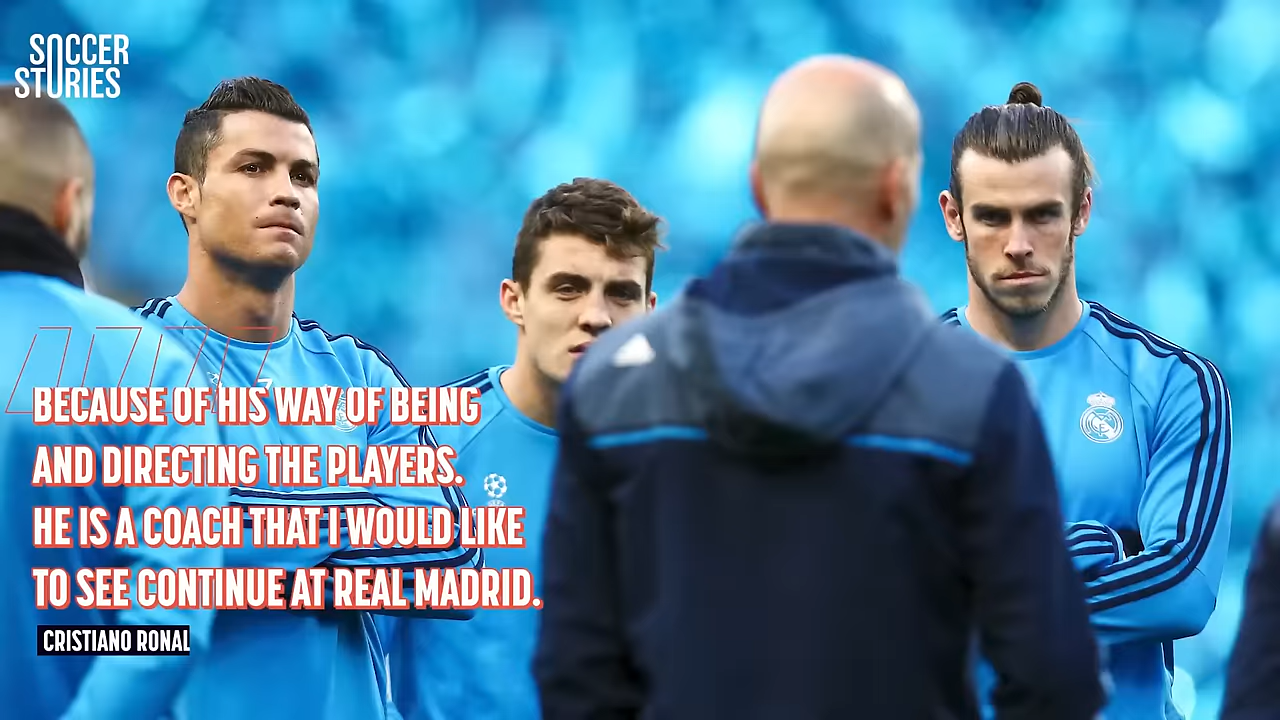 SOCCER
STORIES
BECAUSE OF HIS WAY OF BEING
AND DIRECTING THE PLAYERS.
HE IS A COACH THAT I WOULD LIKE
TO SEE CONTINUE AT REAL MADRID.
CRISTIANO RONAL